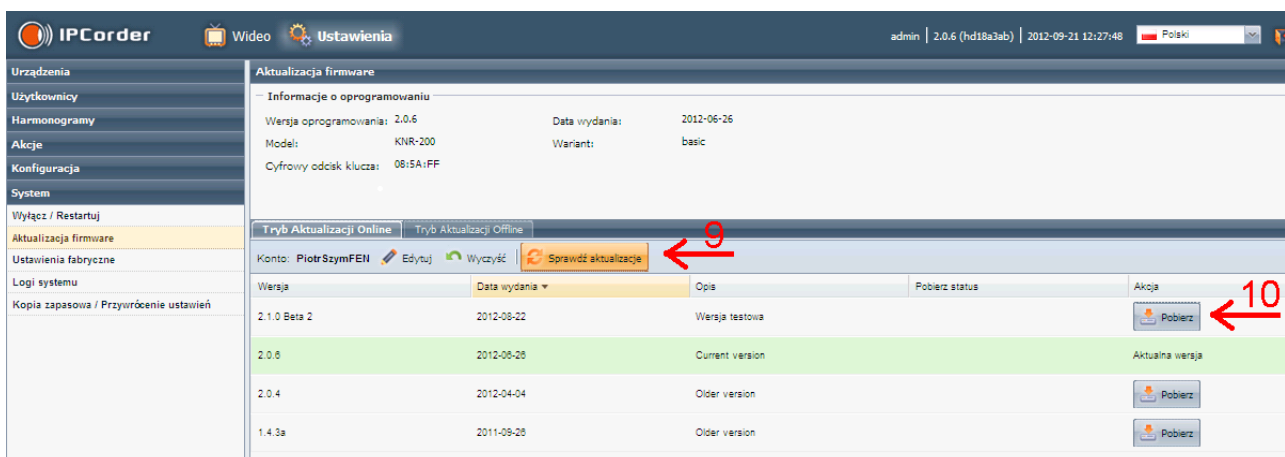 IPCorder Wideo Ustawienia admin | 2.0.6 (hd18a3ab) | 2012-09-21 12:27:48 Polski
Urządzenia
Użytkownicy
Harmonogramy
Akcje
Konfiguracja
System
Wyłącz / Restartuj
Aktualizacja firmware
Ustawienia fabryczne
Logi systemu
Kopia zapasowa / Przywrócenie ustawień
Aktualizacja firmware
Informacje o oprogramowaniu
Wersja oprogramowania: 2.0.6 Data wydania: 2012-06-26
Model: KNR-200 Wariant: basic
Cyfrowy odcisk klucza: 08:5A:FF
Tryb Aktualizacji Online Tryb Aktualizacji Offline
9
Konto: PiotrSzymFEN Edytuj Wyczyść Sprawdź aktualizacje
Wersja Data wydania Opis Pobierz status Akcja
10
2.1.0 Beta 2 2012-08-22 Wersja testowa Pobierz
2.0.6 2012-06-26 Current version Aktualna wersja
2.0.4 2012-04-04 Older version Pobierz
1.4.3a 2011-09-26 Older version Pobierz